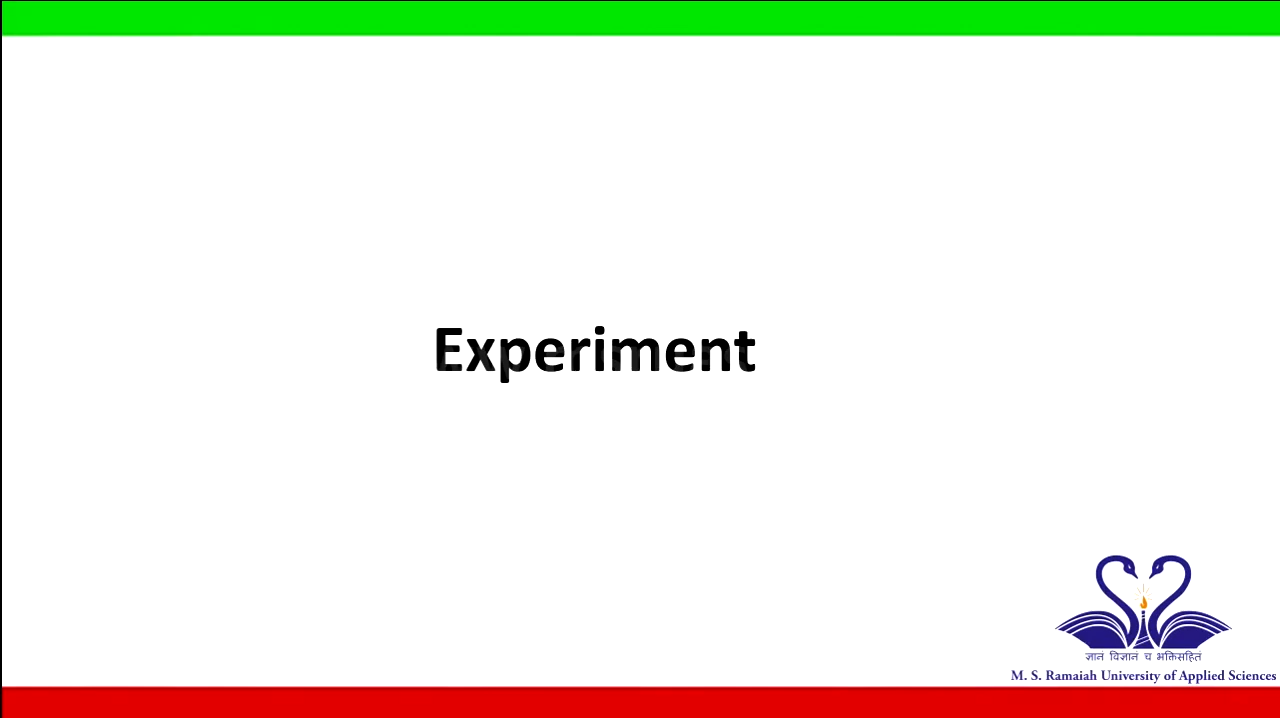 Experiment
ज्ञानं विज्ञानं च भक्तिसहितं
M. S. Ramaiah University of Applied Sciences